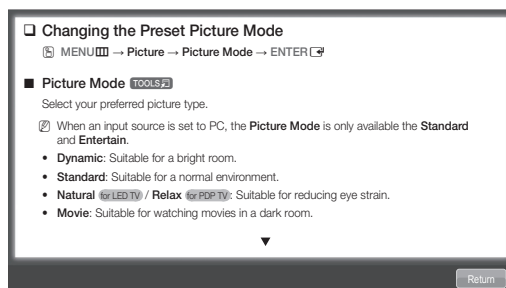 Changing the Preset Picture Mode
MENU → Picture → Picture Mode → ENTER
Picture Mode TOOLS
Select your preferred picture type.
When an input source is set to PC, the Picture Mode is only available the Standard
and Entertain.
• Dynamic: Suitable for a bright room.
• Standard: Suitable for a normal environment.
• Natural for LED TV / Relax for PDP TV: Suitable for reducing eye strain.
• Movie: Suitable for watching movies in a dark room.
▼
Return